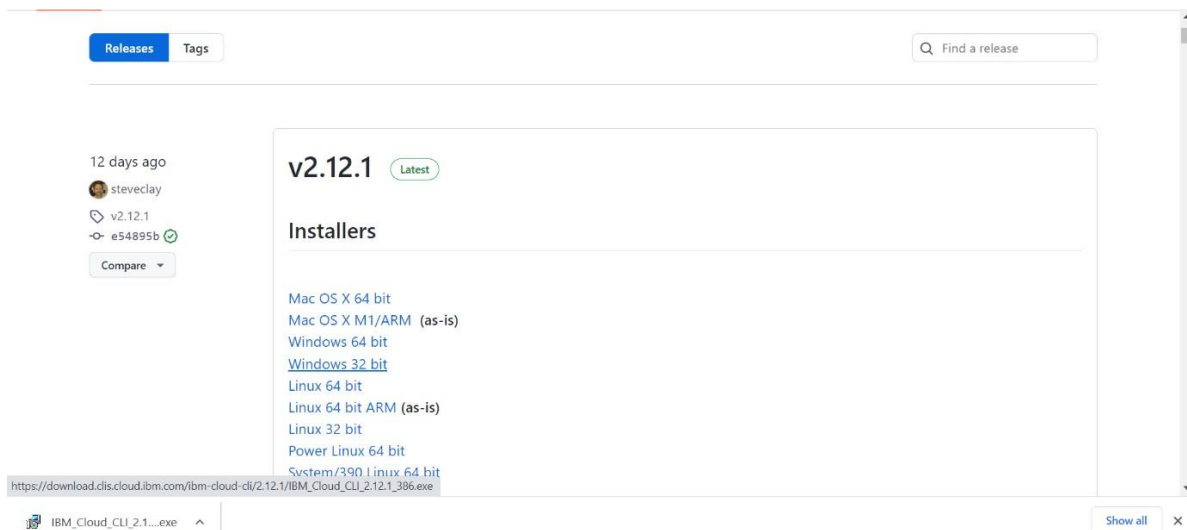 Releases Tags
Find a release
12 days ago
steveclay
v2.12.1
e54895b
Compare
v2.12.1 Latest
Installers
Mac OS X 64 bit
Mac OS X M1/ARM (as-is)
Windows 64 bit
Windows 32 bit
Linux 64 bit
Linux 64 bit ARM (as-is)
Linux 32 bit
Power Linux 64 bit
System/390 Linux 64 bit
https://download.clis.cloud.ibm.com/ibm-cloud-cli/2.12.1/IBM_Cloud_CLI_2.12.1_386.exe
IBM_Cloud_CLI_2.1....exe
Show all